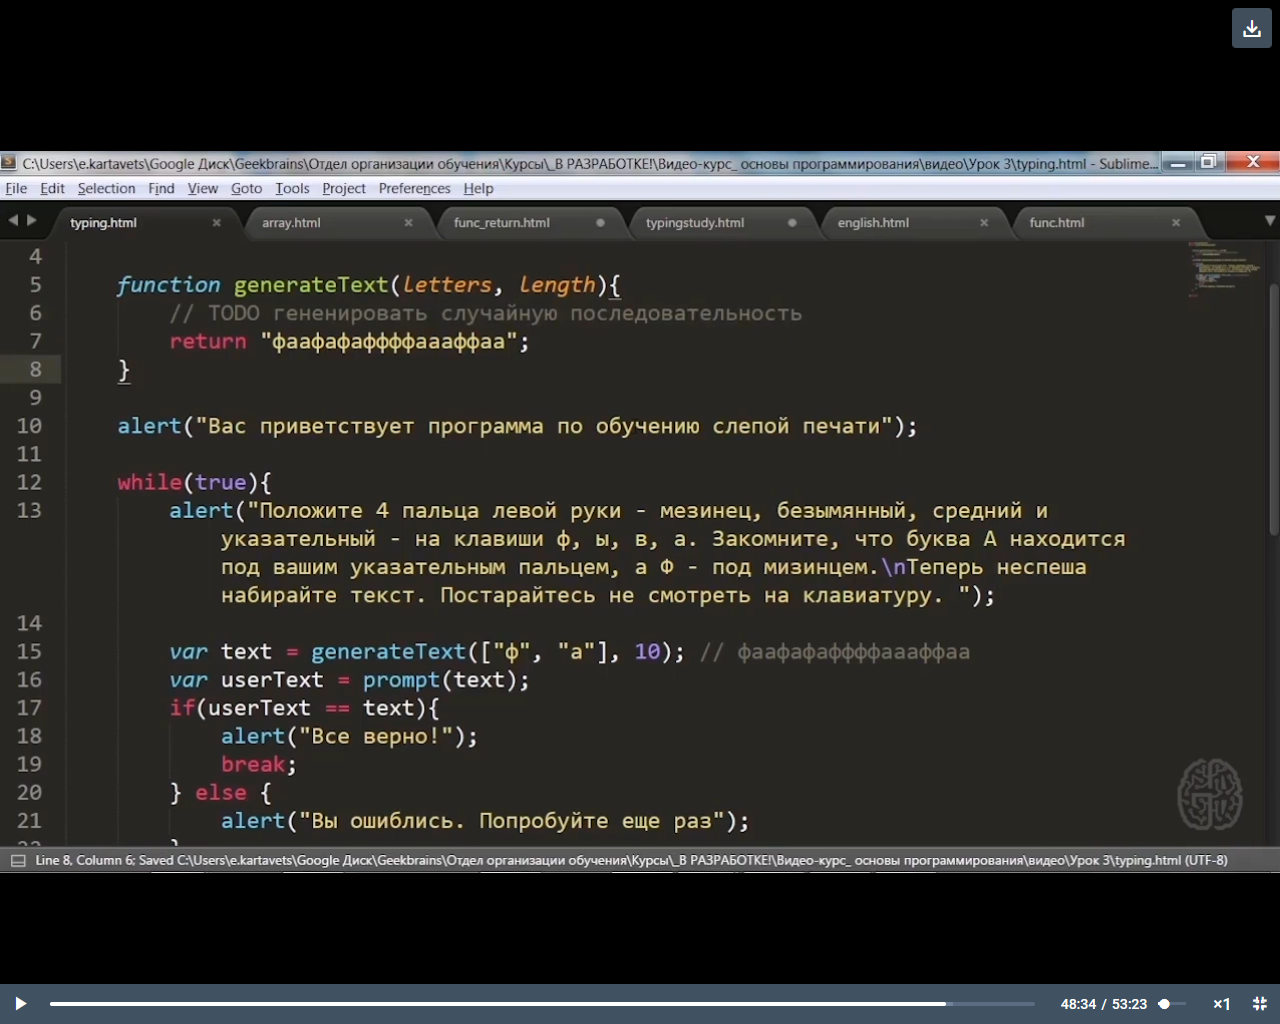 C:\Users\e.kartavets\Google Диск\Geekbrains\Отдел организации обучения\Курсы\_В РАЗРАБОТКЕ!\Видео-курс_ основы программирования\видео\Урок 3\typing.html - Sublime...
File Edit Selection Find View Goto Tools Project Preferences Help
typing.html × array.html × func_return.html typingstudy.html english.html × func.html ×
4
5 function generateText(letters, length){
6 // TODO гененировать случайную последовательность
7 return "фаафафаффффаааффаа";
8 }
9
10 alert("Вас приветствует программа по обучению слепой печати");
11
12 while(true){
13 alert("Положите 4 пальца левой руки - мезинец, безымянный, средний и
указательный - на клавиши ф, ы, в, а. Закомните, что буква А находится
под вашим указательным пальцем, а Ф - под мизинцем.\nТеперь неспеша
набирайте текст. Постарайтесь не смотреть на клавиатуру. ");
14
15 var text = generateText(["ф", "а"], 10); // фаафафаффффаааффаа
16 var userText = prompt(text);
17 if(userText == text){
18 alert("Все верно!");
19 break;
20 } else {
21 alert("Вы ошиблись. Попробуйте еще раз");
Line 8, Column 6; Saved C:\Users\e.kartavets\Google Диск\Geekbrains\Отдел организации обучения\Курсы\_В РАЗРАБОТКЕ!\Видео-курс_ основы программирования\видео\Урок 3\typing.html (UTF-8)
48:34 / 53:23 ×1